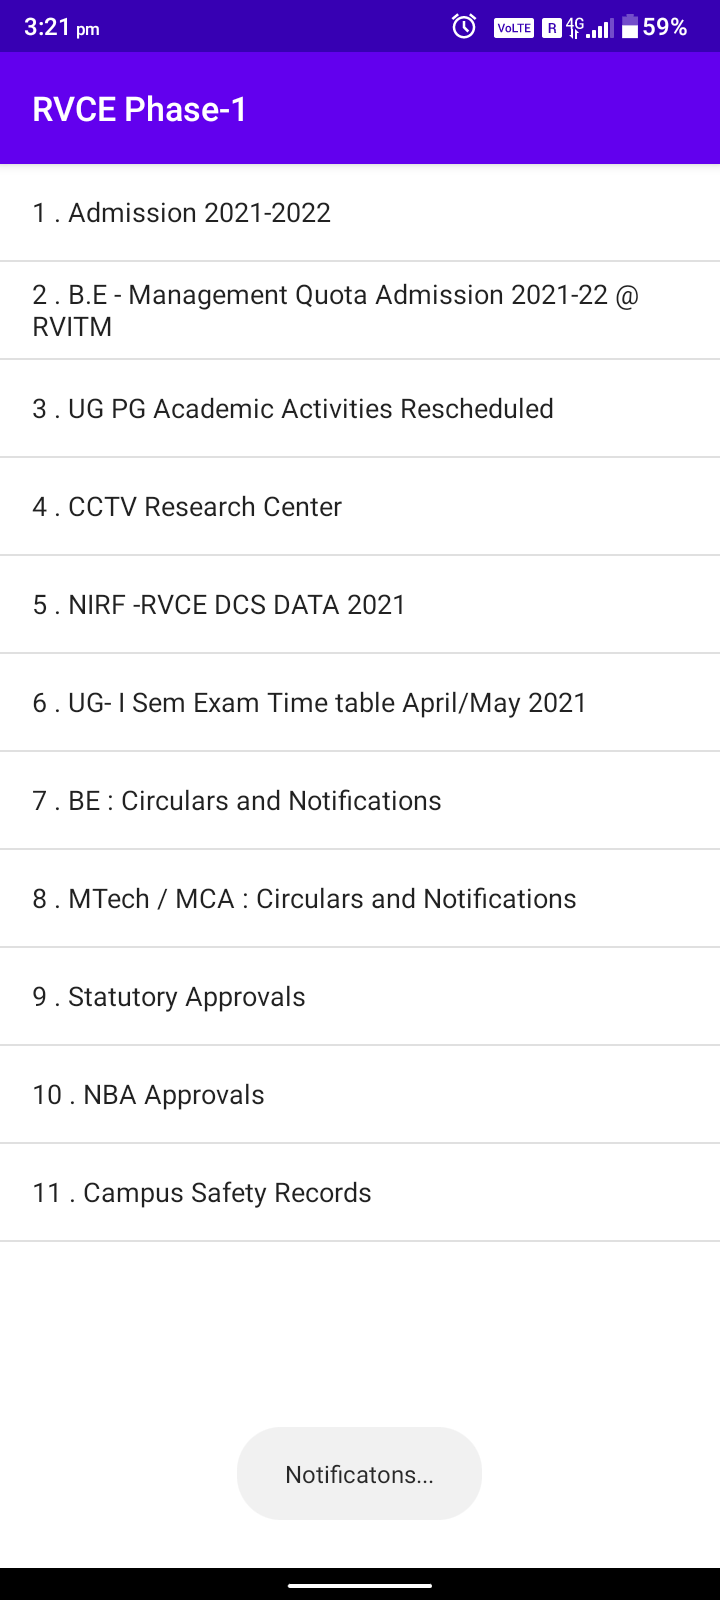 3:21 pm
VoLTE R 4G 59%
RVCE Phase-1
1 . Admission 2021-2022
2 . B.E - Management Quota Admission 2021-22 @
RVITM
3 . UG PG Academic Activities Rescheduled
4 . CCTV Research Center
5 . NIRF -RVCE DCS DATA 2021
6 . UG- I Sem Exam Time table April/May 2021
7 . BE : Circulars and Notifications
8 . MTech / MCA : Circulars and Notifications
9 . Statutory Approvals
10 . NBA Approvals
11 . Campus Safety Records
Notificatons...